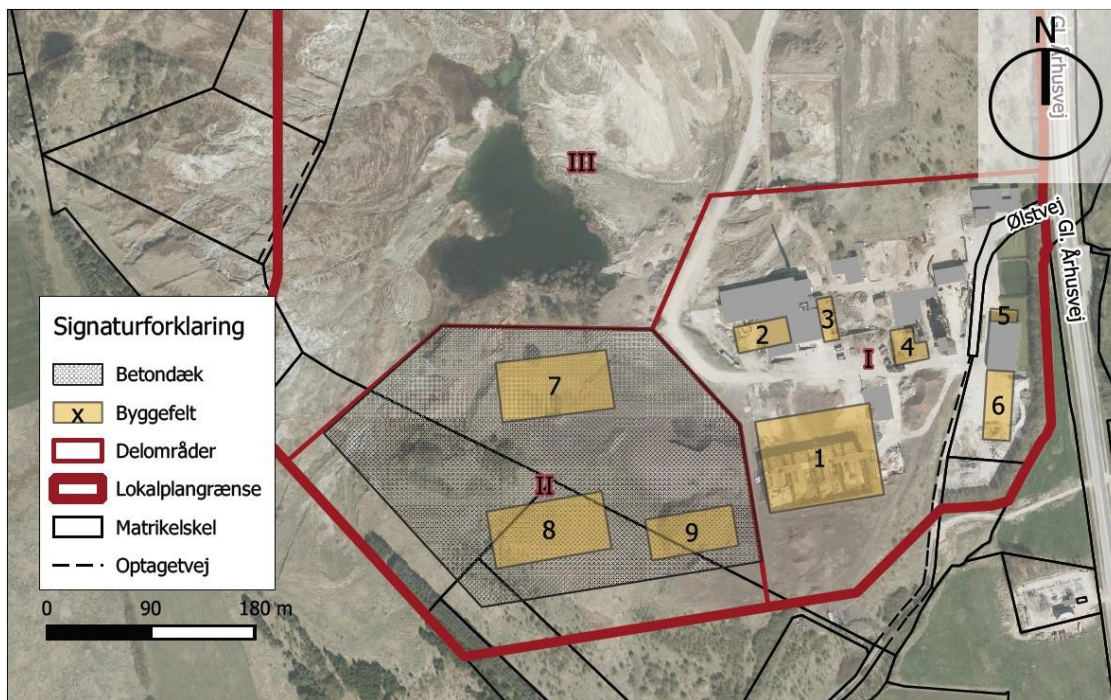 Gl. Århusvej
N
III
Ølstvej
Gl. Århusvej
5
3
2
4
I
Signaturforklaring
Betondæk
x Byggefelt
Delområder
Lokalplangrænse
Matrikelskel
Optagetvej
0 90 180 m
7
6
1
II
8
9